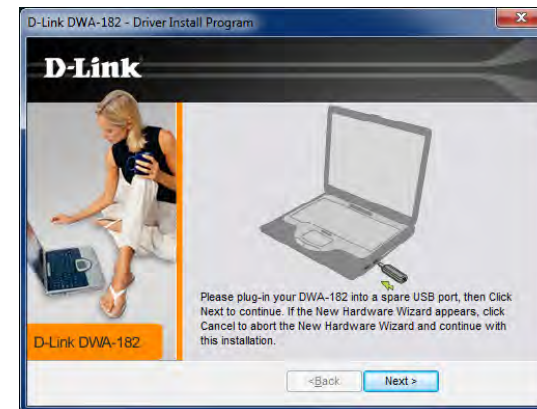 D-Link DWA-182 - Driver Install Program
D-Link
Please plug-in your DWA-182 into a spare USB port, then Click
Next to continue. If the New Hardware Wizard appears, click
Cancel to abort the New Hardware Wizard and continue with
this installation.
D-Link DWA-182
<Back
Next >